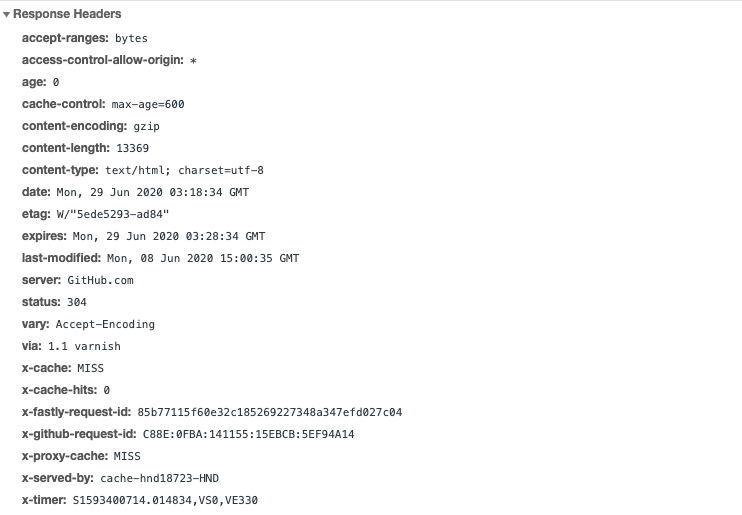 Response Headers
accept-ranges: bytes
access-control-allow-origin: *
age: 0
cache-control: max-age=600
content-encoding: gzip
content-length: 13369
content-type: text/html; charset=utf-8
date: Mon, 29 Jun 2020 03:18:34 GMT
etag: W/"5ede5293-ad84"
expires: Mon, 29 Jun 2020 03:28:34 GMT
last-modified: Mon, 08 Jun 2020 15:00:35 GMT
server: GitHub.com
status: 304
vary: Accept-Encoding
via: 1.1 varnish
x-cache: MISS
x-cache-hits: 0
x-fastly-request-id: 85b77115f60e32c185269227348a347efd027c04
x-github-request-id: C88E:0FBA:141155:15EBCB:5EF94A14
x-proxy-cache: MISS
x-served-by: cache-hnd18723-HND
x-timer: S1593400714.014834,VS0,VE330